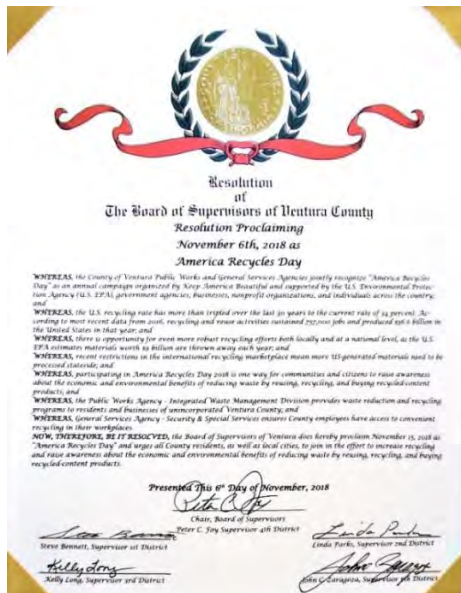 Resolution
of
The Board of Supervisors of Ventura County
Resolution Proclaiming
November 6th, 2018 as
America Recycles Day
WHEREAS, the County of Ventura Public Works and General Services Agencies jointly recognize "America Recycles
Day" as an annual campaign organized by Keep America Beautiful and supported by the U.S. Environmental Protec-
tion Agency (U.S. EPA), government agencies, businesses, nonprofit organizations, and individuals across the country;
and
WHEREAS, the U.S. recycling rate has more than tripled over the last 30 years to the current rate of 34 percent. Ac-
cording to most recent data from 2006, recycling and reuse activities sustained 757,000 jobs and produced $36.6 billion in
the United States in that year; and
WHEREAS, there is opportunity for even more robust recycling efforts both locally and at a national level, as the U.S.
EPA estimates materials worth $9 billion are thrown away each year; and
WHEREAS, recent restrictions in the international recycling marketplace mean more US-generated materials need to be
processed stateside; and
WHEREAS, participating in America Recycles Day 2018 is one way for communities and citizens to raise awareness
about the economic and environmental benefits of reducing waste by reusing, recycling, and buying recycled-content
products; and
WHEREAS, the Public Works Agency - Integrated Waste Management Division provides waste reduction and recycling
programs to residents and businesses of unincorporated Ventura County; and
WHEREAS, General Services Agency - Security & Special Services ensures County employees have access to convenient
recycling in their workplaces.
NOW, THEREFORE, BE IT RESOLVED, the Board of Supervisors of Ventura does hereby proclaim November 15, 2018 as
"America Recycles Day" and urges all County residents, as well as local cities, to join in the effort to increase recycling
and raise awareness about the economic and environmental benefits of reducing waste by reusing, recycling, and buying
recycled-content products.
Presented This 6th Day of November, 2018
Chair, Board of Supervisors
Peter C. Foy Supervisor 4th District
Steve Bennett, Supervisor 1st District
Linda Parks, Supervisor 2nd District
Kelly Long
Kelly Long, Supervisor 3rd District
John C. Zaragoza, Supervisor 5th District